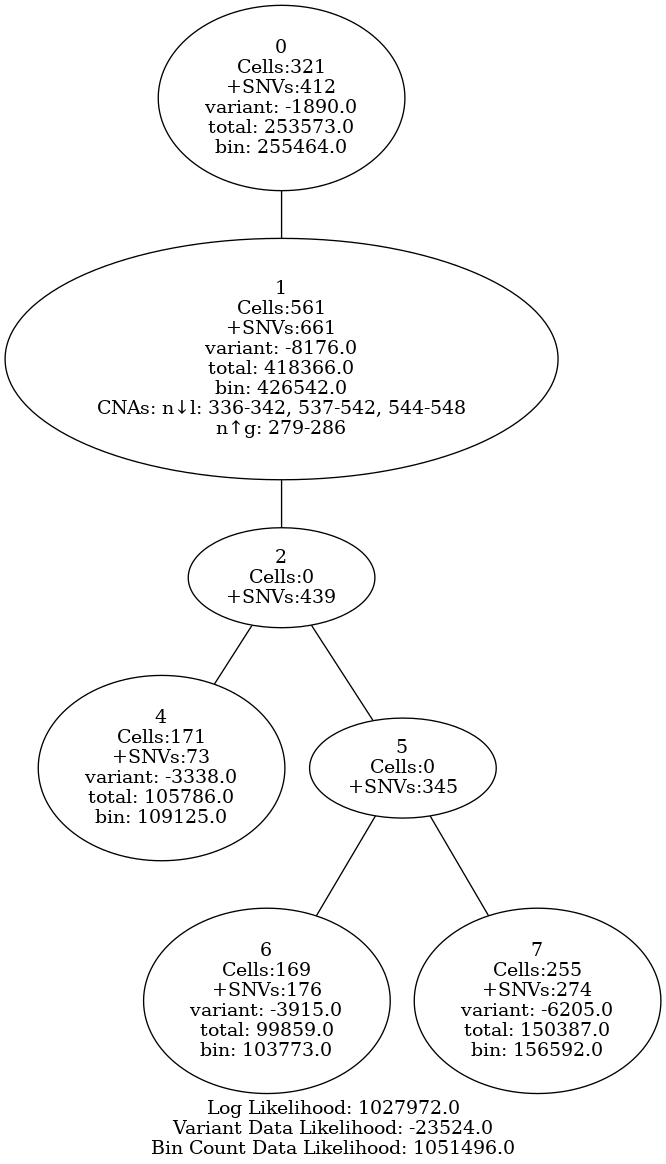 0
Cells:321
+SNVs:412
variant: -1890.0
total: 253573.0
bin: 255464.0
1
Cells:561
+SNVs:661
variant: -8176.0
total: 418366.0
bin: 426542.0
CNAs: n↓l: 336-342, 537-542, 544-548
n↑g: 279-286
2
Cells:0
+SNVs:439
4
Cells:171
+SNVs:73
variant: -3338.0
total: 105786.0
bin: 109125.0
5
Cells:0
+SNVs:345
6
Cells:169
+SNVs:176
variant: -3915.0
total: 99859.0
bin: 103773.0
7
Cells:255
+SNVs:274
variant: -6205.0
total: 150387.0
bin: 156592.0
Log Likelihood: 1027972.0
Variant Data Likelihood: -23524.0
Bin Count Data Likelihood: 1051496.0